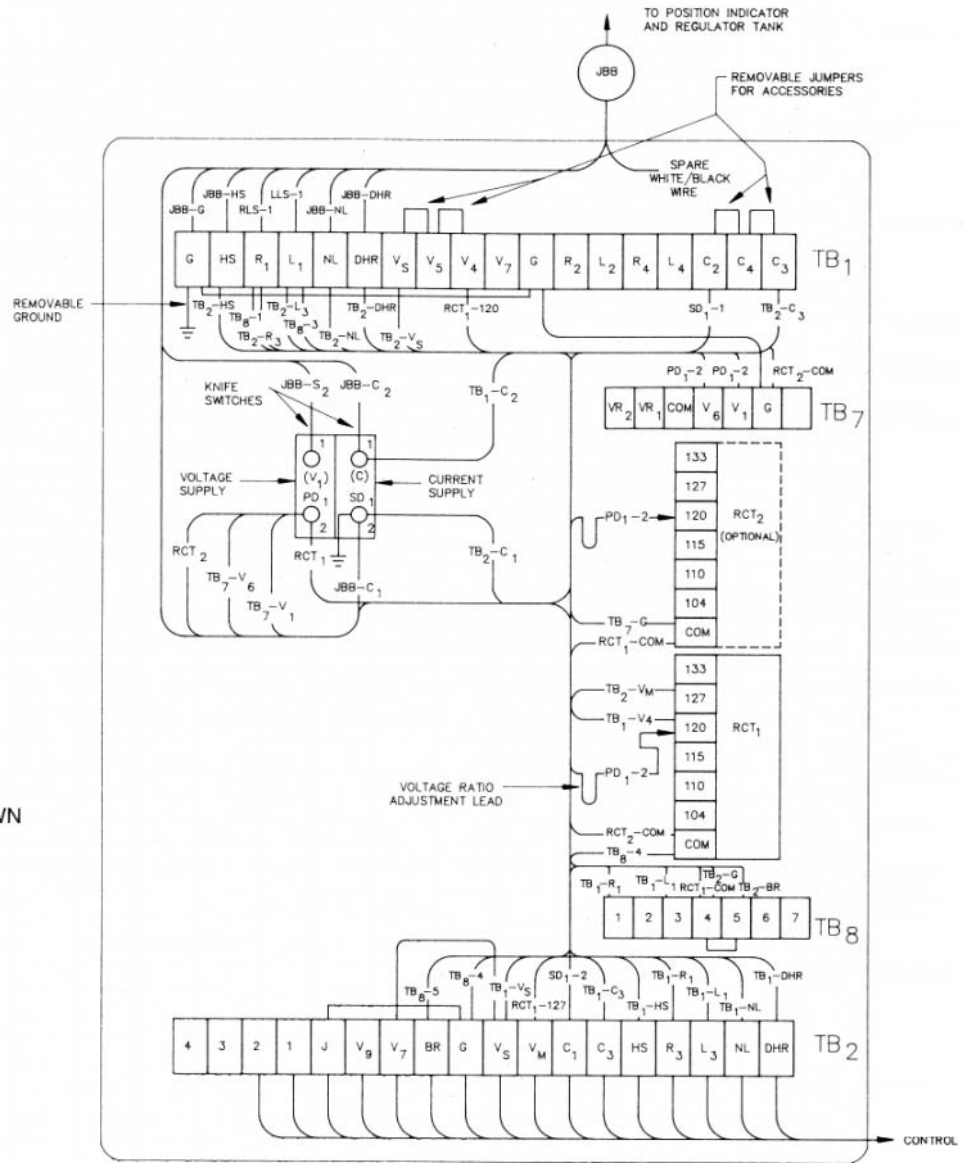 TO POSITION INDICATOR
AND REGULATOR TANK
JBB
REMOVABLE JUMPERS
FOR ACCESSORIES
SPARE
WHITE/BLACK
WIRE
JBB-G
JBB-HS
RLS-1
LLS-1
JBB-NL
JBB-DHR
G HS R1 L1 NL DHR VS V5 V4 V7 G R2 L2 R4 L4 C2 C4 C3
TB1
REMOVABLE
GROUND
TB2-HS
TB8-1
TB2-R3
TB2-L3
TB8-3
TB2-NL
TB2-DHR
TB2-VS
RCT1-120
SD1-1
TB2-C3
KNIFE
SWITCHES
JBB-S2
JBB-C2
TB1-C2
PD1-2
PD1-2
RCT2-COM
VR2 VR1 COM V6 V1 G
TB7
VOLTAGE
SUPPLY
1 1
(V1) (C)
PD1 SD1
2 2
CURRENT
SUPPLY
RCT2
TB7-V6
TB7-V1
RCT1
JBB-C1
TB2-C1
PD1-2
133
127
120
115
110
104
COM
RCT2
(OPTIONAL)
TB7-G
RCT1-COM
TB2-VM
TB1-V4
PD1-2
133
127
120
115
110
104
COM
RCT1
VOLTAGE RATIO
ADJUSTMENT LEAD
WN
RCT2-COM
TB8-4
TB1-R1
TB1-L1
TB2-G
RCT1-COM
TB2-BR
1 2 3 4 5 6 7
TB8
TB8-5
TB8-4
TB1-VS
RCT1-127
SD1-2
TB1-C3
TB1-HS
TB1-R1
TB1-L1
TB1-NL
TB1-DHR
4 3 2 1 J V9 V7 BR G VS VM C1 C3 HS R3 L3 NL DHR
TB2
CONTROL